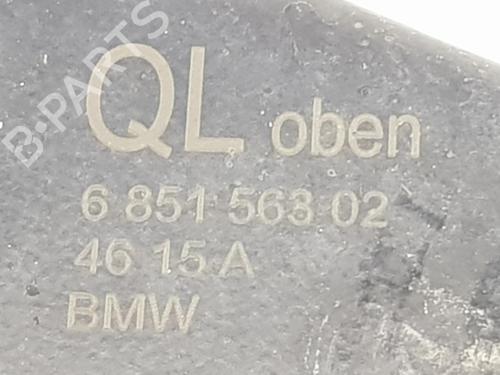 B-PARTS
QL oben
6 851 563 02
46 15 A
BMW